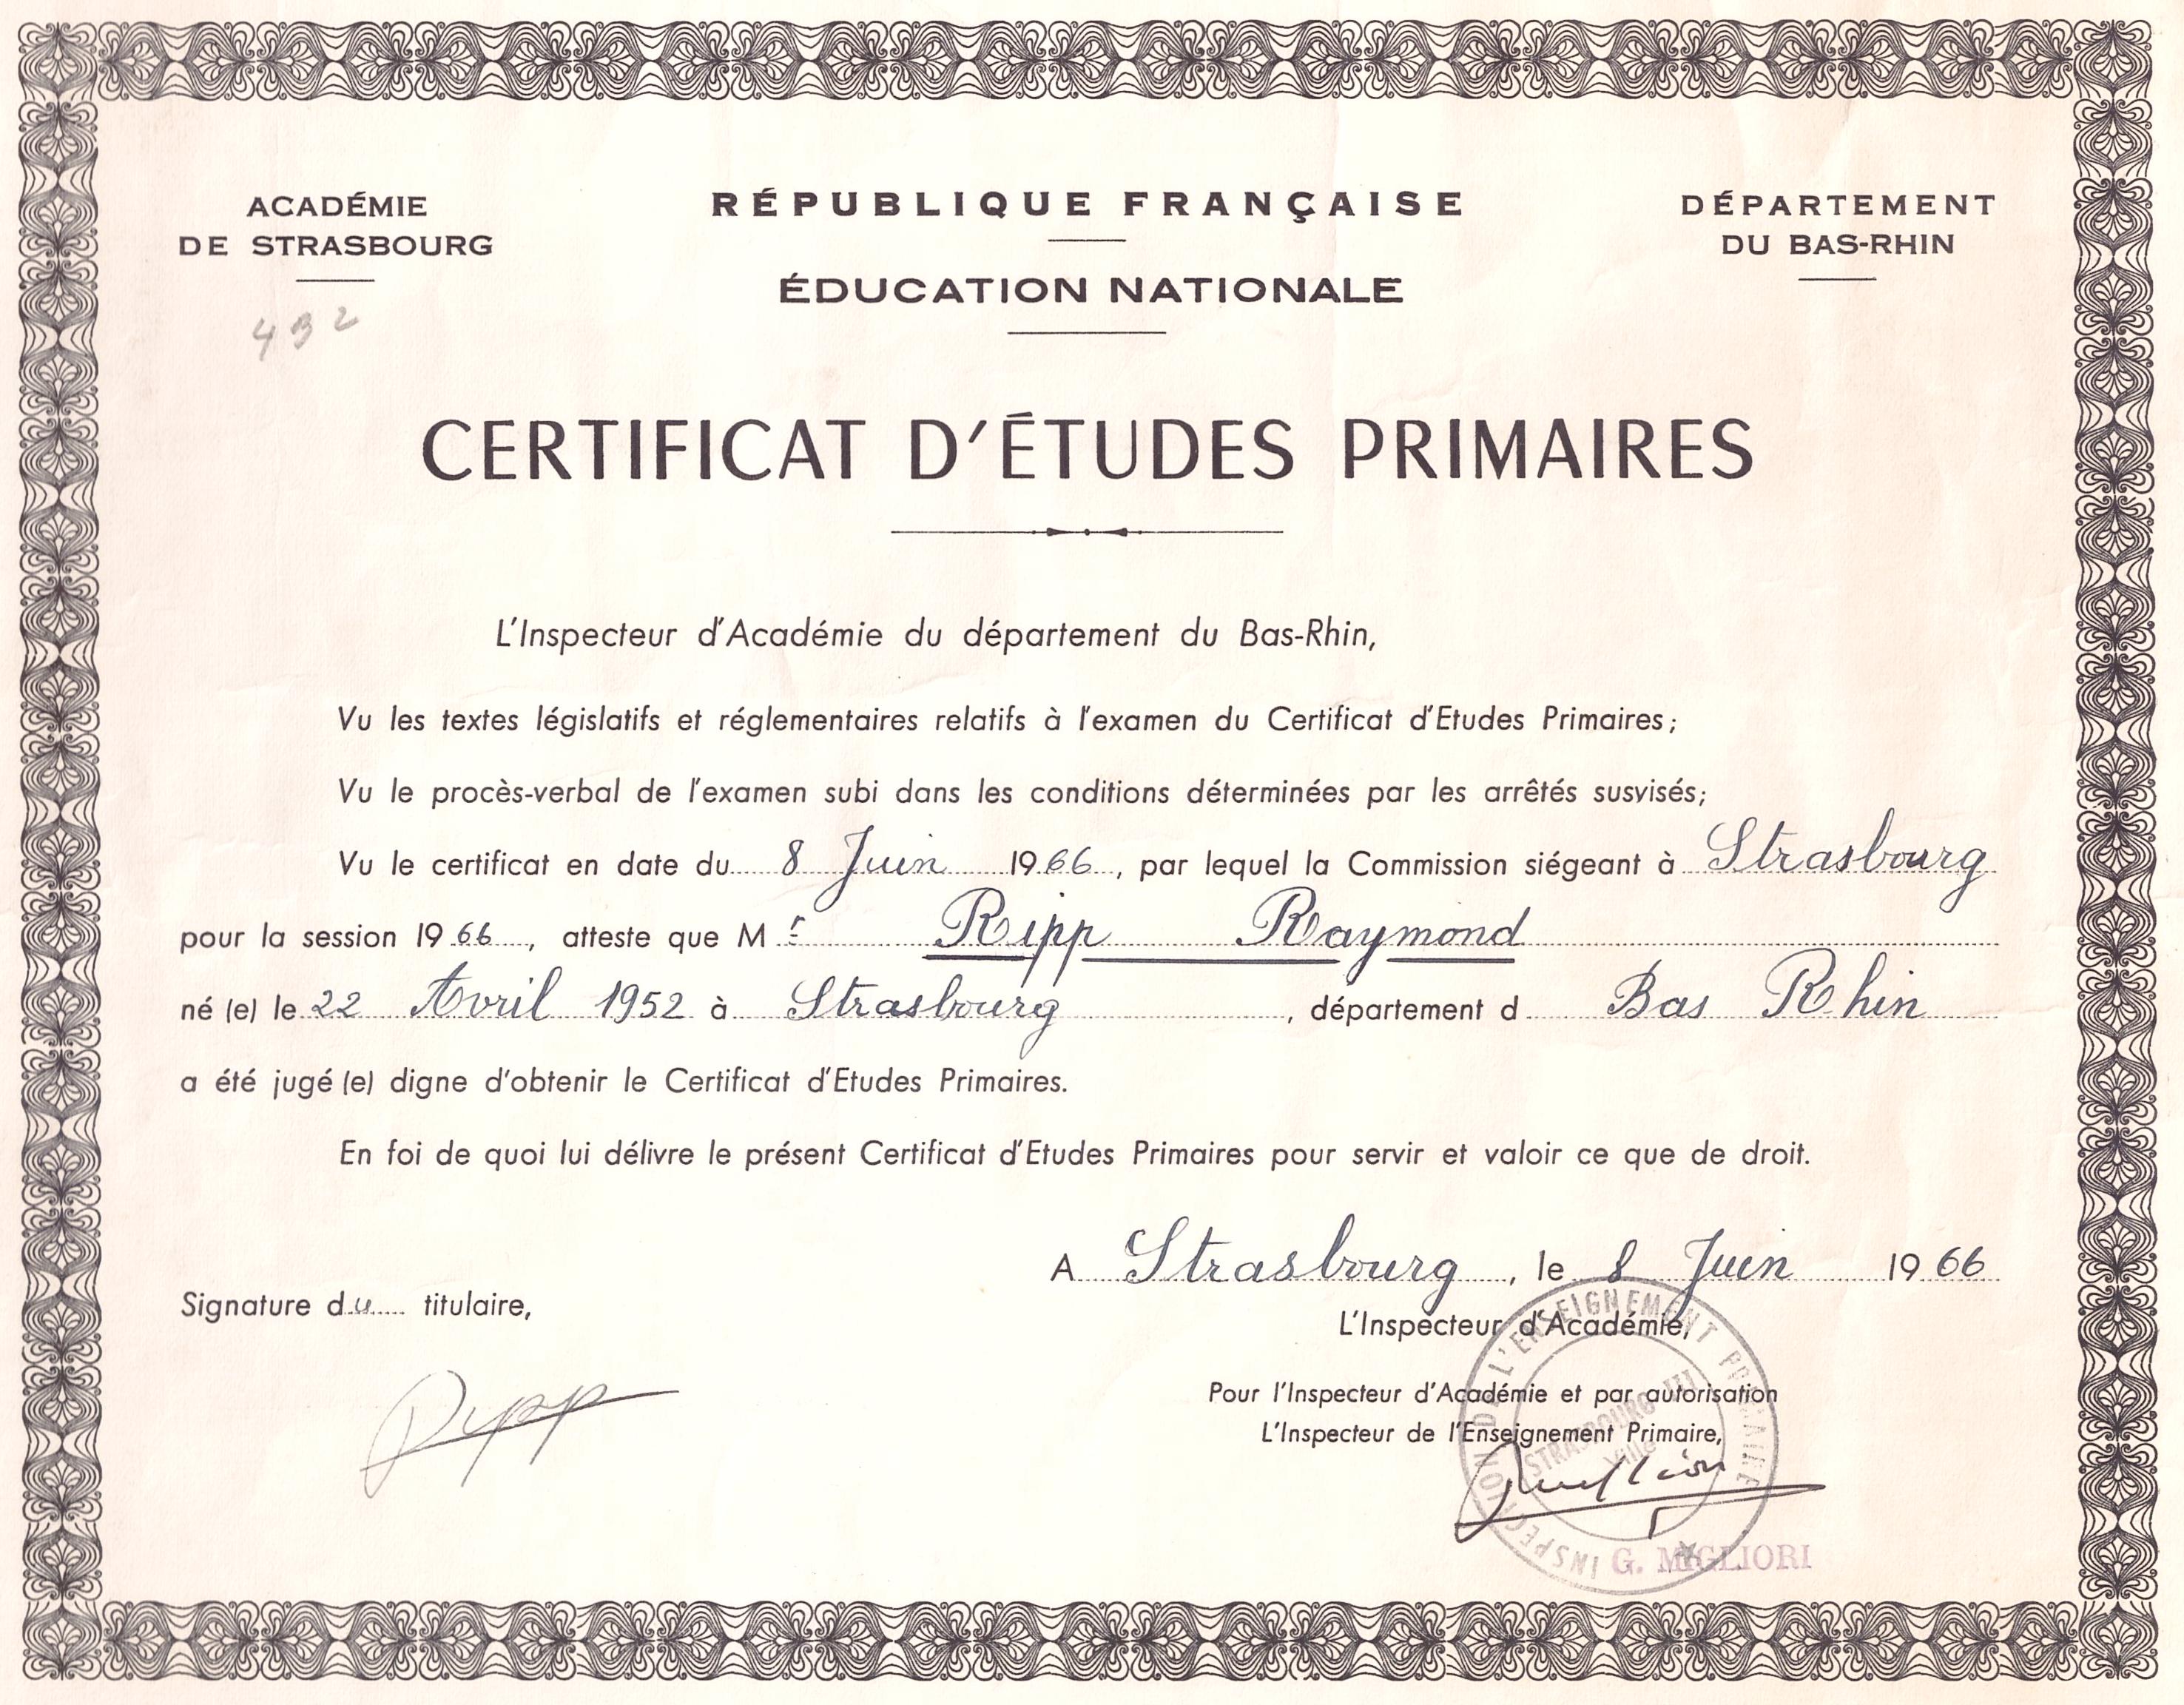 ACADÉMIE
DE STRASBOURG
RÉPUBLIQUE FRANÇAISE
ÉDUCATION NATIONALE
DÉPARTEMENT
DU BAS-RHIN
492
CERTIFICAT D'ÉTUDES PRIMAIRES
L'Inspecteur d'Académie du département du Bas-Rhin,
Vu les textes législatifs et réglementaires relatifs à l'examen du Certificat d'Etudes Primaires;
Vu le procès-verbal de l'examen subi dans les conditions déterminées par les arrêtés susvisés;
Vu le certificat en date du 8 Juin 1966, par lequel la Commission siégeant à Strasbourg
pour la session 1966, atteste que Mr Ripp Raymond
né (e) le 22 Avril 1952 à Strasbourg, département d Bas Rhin
a été jugé (e) digne d'obtenir le Certificat d'Etudes Primaires.
En foi de quoi lui délivre le présent Certificat d'Etudes Primaires pour servir et valoir ce que de droit.
A Strasbourg, le 8 Juin 1966
Signature du titulaire,
Ripp
L'Inspecteur d'Académie,
Pour l'Inspecteur d'Académie et par autorisation
L'Inspecteur de l'Enseignement Primaire,
INSPECTION DE L'ENSEIGNEMENT PRIMAIRE
STRASBOURG III
Ville
G. MIGLIORI